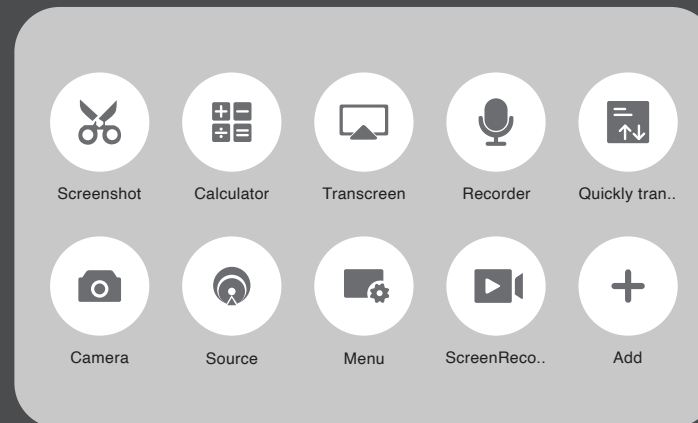 Screenshot Calculator Transcreen Recorder Quickly tran..
Camera Source Menu ScreenReco.. Add